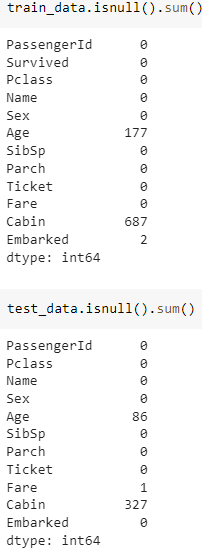 train_data.isnull().sum()
PassengerId 0
Survived 0
Pclass 0
Name 0
Sex 0
Age 177
SibSp 0
Parch 0
Ticket 0
Fare 0
Cabin 687
Embarked 2
dtype: int64
test_data.isnull().sum()
PassengerId 0
Pclass 0
Name 0
Sex 0
Age 86
SibSp 0
Parch 0
Ticket 0
Fare 1
Cabin 327
Embarked 0
dtype: int64